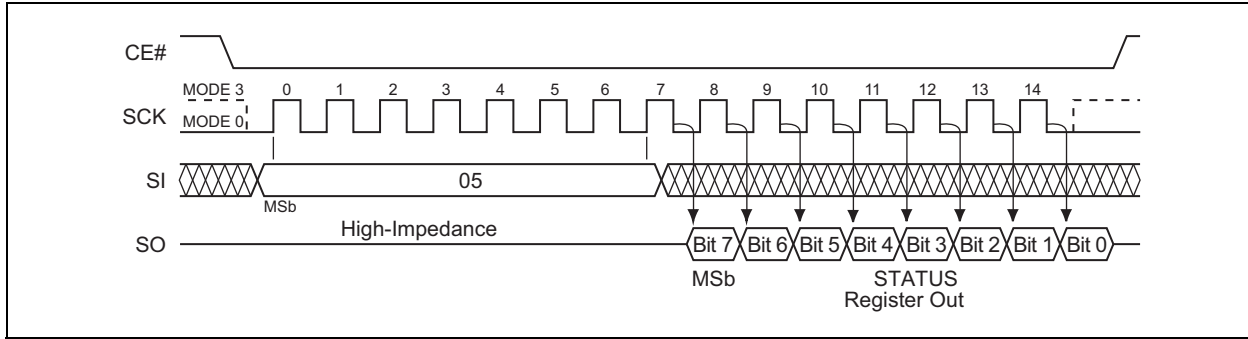 CE#
MODE 3 0 1 2 3 4 5 6 7 8 9 10 11 12 13 14
SCK
MODE 0
SI 05
MSb
High-Impedance
SO Bit 7 Bit 6 Bit 5 Bit 4 Bit 3 Bit 2 Bit 1 Bit 0
MSb STATUS
Register Out